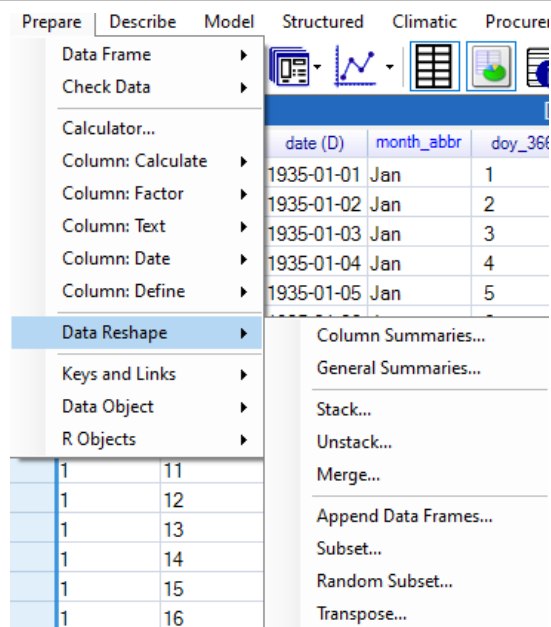 Prepare Describe Model Structured Climatic
Data Frame
Check Data
Calculator...
Column: Calculate
Column: Factor
Column: Text
Column: Date
Column: Define
Data Reshape
Keys and Links
Data Object
R Objects
date (D) month_abbr
1935-01-01 Jan 1
1935-01-02 Jan 2
1935-01-03 Jan 3
1935-01-04 Jan 4
1935-01-05 Jan 5
Column Summaries...
General Summaries...
Stack...
Unstack...
Merge...
Append Data Frames...
Subset...
Random Subset...
Transpose...
1 11
1 12
1 13
1 14
1 15
1 16